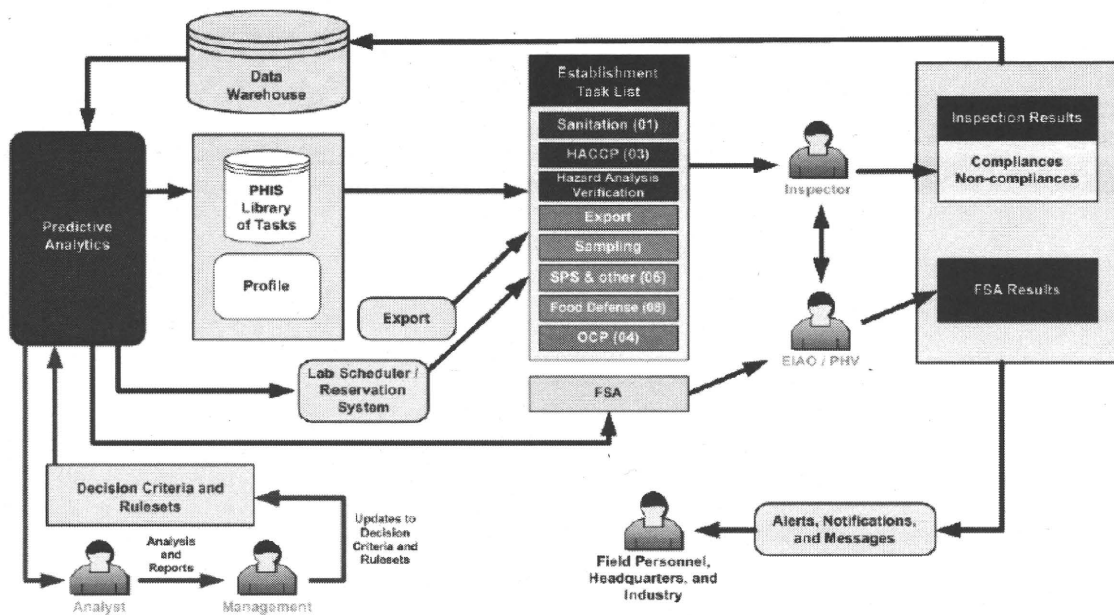 Data
Warehouse
Predictive
Analytics
PHIS
Library
of Tasks
Profile
Export
Lab Scheduler /
Reservation
System
Establishment
Task List
Sanitation (01)
HACCP (03)
Hazard Analysis
Verification
Export
Sampling
SPS & other (06)
Food Defense (08)
OCP (04)
FSA
Inspector
EIAO / PHV
Inspection Results
Compliances
Non-compliances
FSA Results
Decision Criteria and
Rulesets
Analysis
and
Reports
Updates to
Decision
Criteria and
Rulesets
Analyst
Management
Field Personnel,
Headquarters, and
Industry
Alerts, Notifications,
and Messages